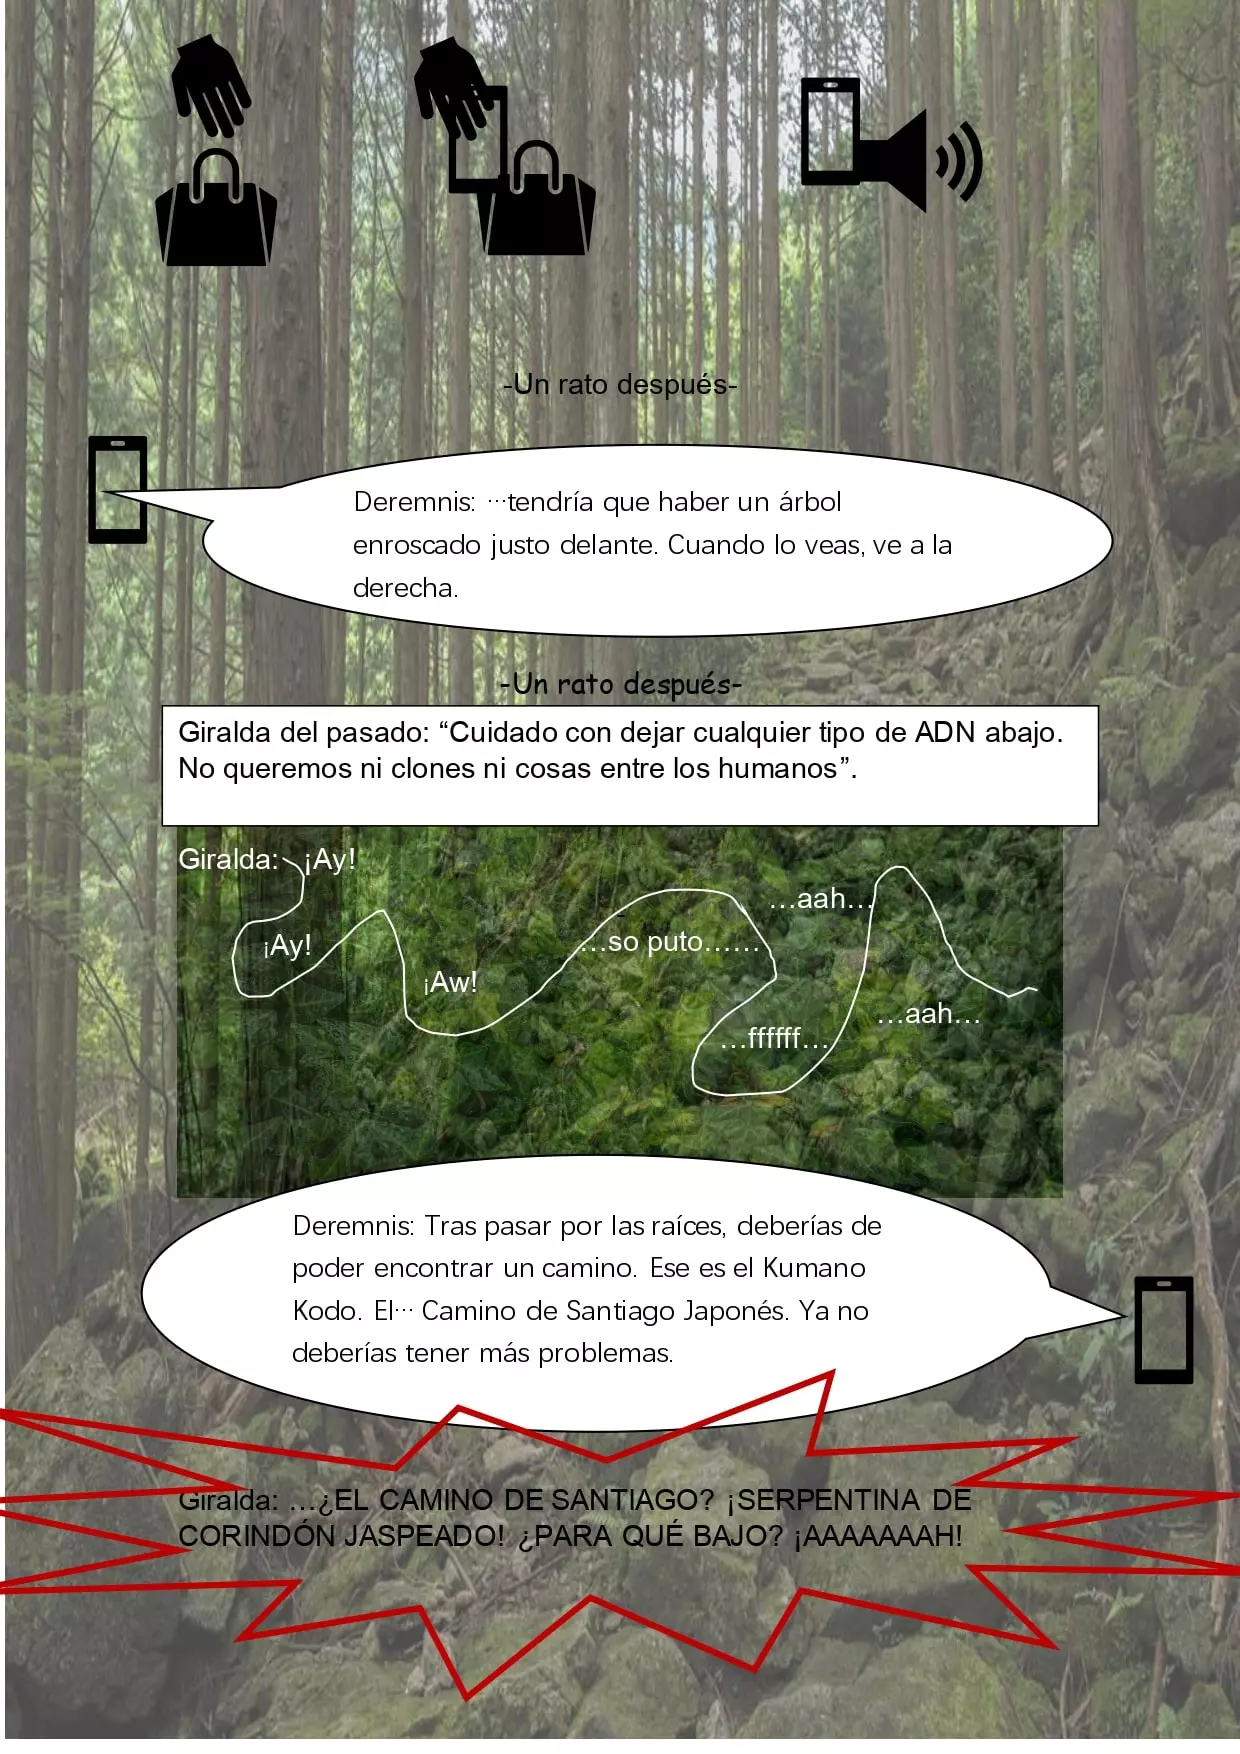 -Un rato después-
Deremnis: …tendría que haber un árbol
enroscado justo delante. Cuando lo veas, ve a la
derecha.
-Un rato después-
Giralda del pasado: “Cuidado con dejar cualquier tipo de ADN abajo.
No queremos ni clones ni cosas entre los humanos”.
Giralda: ¡Ay!
¡Ay!
¡Aw!
…so puto……
…aah…
…ffffff…
…aah…
Deremnis: Tras pasar por las raíces, deberías de
poder encontrar un camino. Ese es el Kumano
Kodo. El… Camino de Santiago Japonés. Ya no
deberías tener más problemas.
Giralda: …¿EL CAMINO DE SANTIAGO? ¡SERPENTINA DE
CORINDÓN JASPEADO! ¿PARA QUÉ BAJO? ¡AAAAAAAH!